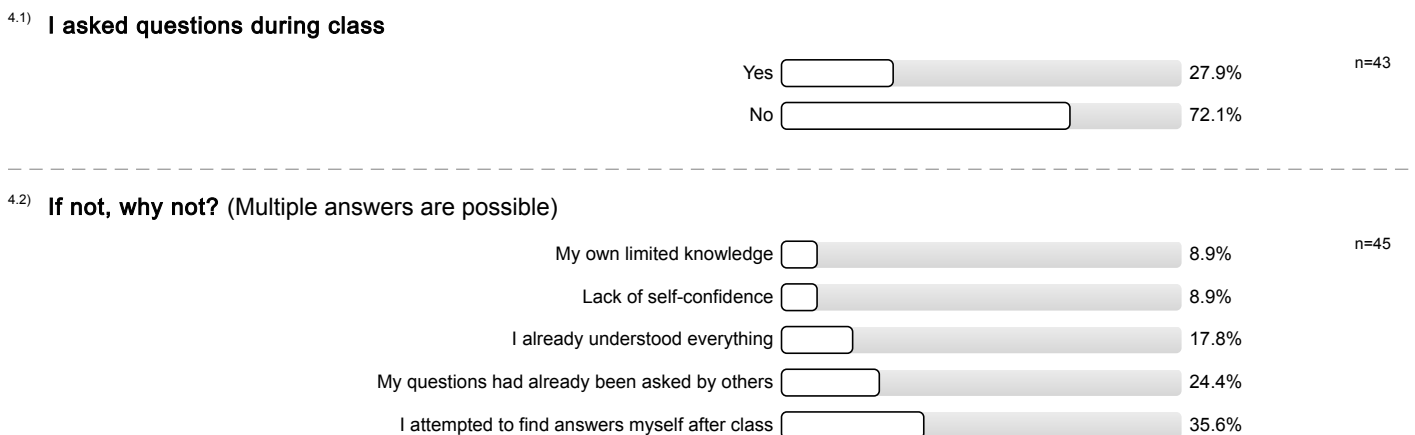 4.1) I asked questions during class
Yes 27.9% n=43
No 72.1%
4.2) If not, why not? (Multiple answers are possible)
My own limited knowledge 8.9% n=45
Lack of self-confidence 8.9%
I already understood everything 17.8%
My questions had already been asked by others 24.4%
I attempted to find answers myself after class 35.6%